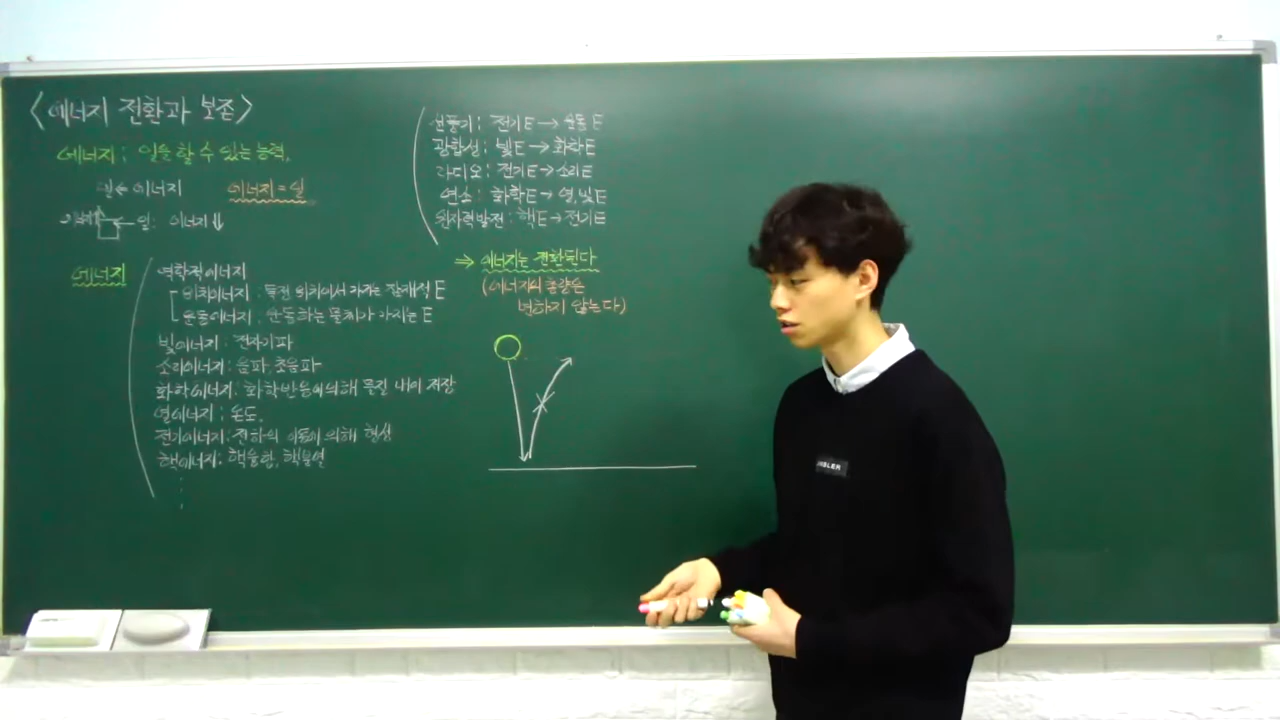 <에너지 전환과 보존>
에너지 : 일을 할 수 있는 능력.
일 ← 에너지 에너지 = 일
일: 에너지↓
에너지
역학적에너지
위치에너지 : 특정 위치에서 가지는 잠재적 E
운동에너지 : 운동하는 물체가 가지는 E
빛에너지 : 전자기파
소리에너지 : 음파, 초음파
화학에너지 : 화학반응에 의해 물질 내에 저장
열에너지 : 온도.
전기에너지 : 전하의 이동에 의해 형성
핵에너지 : 핵융합, 핵분열
선풍기 : 전기E → 운동E
광합성 : 빛E → 화학E
라디오 : 전기E → 소리E
연소 : 화학E → 열,빛E
원자력발전 : 핵E → 전기E
⇒ 에너지는 전환된다
(에너지의 총량은
변하지 않는다)